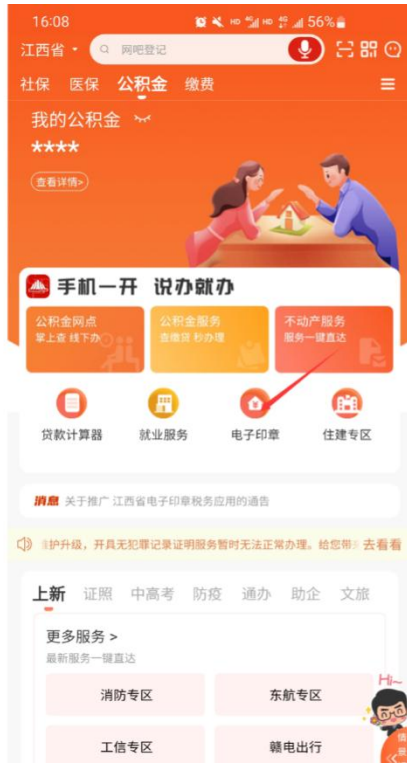 16:08 HD 4G HD 4G 56%
江西省 网吧登记
社保 医保 公积金 缴费
我的公积金
****
查看详情>
手机一开 说办就办
公积金网点 公积金服务 不动产服务
掌上查 线下办 查缴贷 秒办理 服务一键直达
贷款计算器 就业服务 电子印章 住建专区
消息 关于推广江西省电子印章税务应用的通告
护升级，开具无犯罪记录证明服务暂时无法正常办理。给您带 去看看
上新 证照 中高考 防疫 通办 助企 文旅
更多服务 >
最新服务一键直达
消防专区 东航专区
Hi~
工信专区 赣电出行